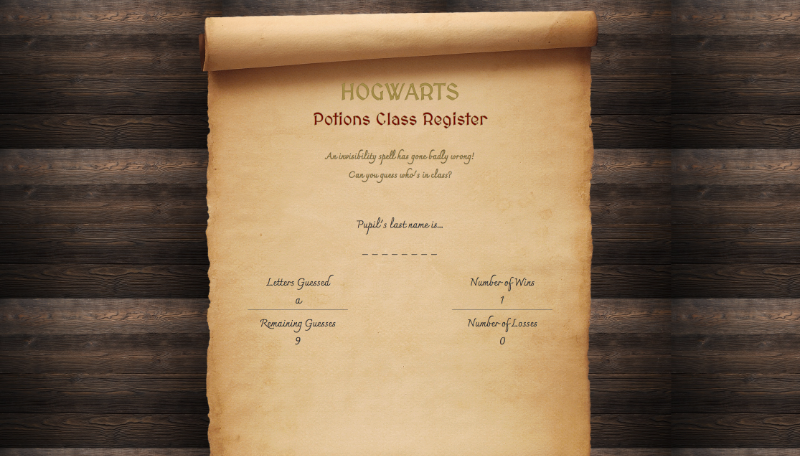 HOGWARTS
Potions Class Register
An invisibility spell has gone badly wrong!
Can you guess who's in class?
Pupil's last name is...
_ _ _ _ _ _ _ _
Letters Guessed
a
Remaining Guesses
9
Number of Wins
1
Number of Losses
0